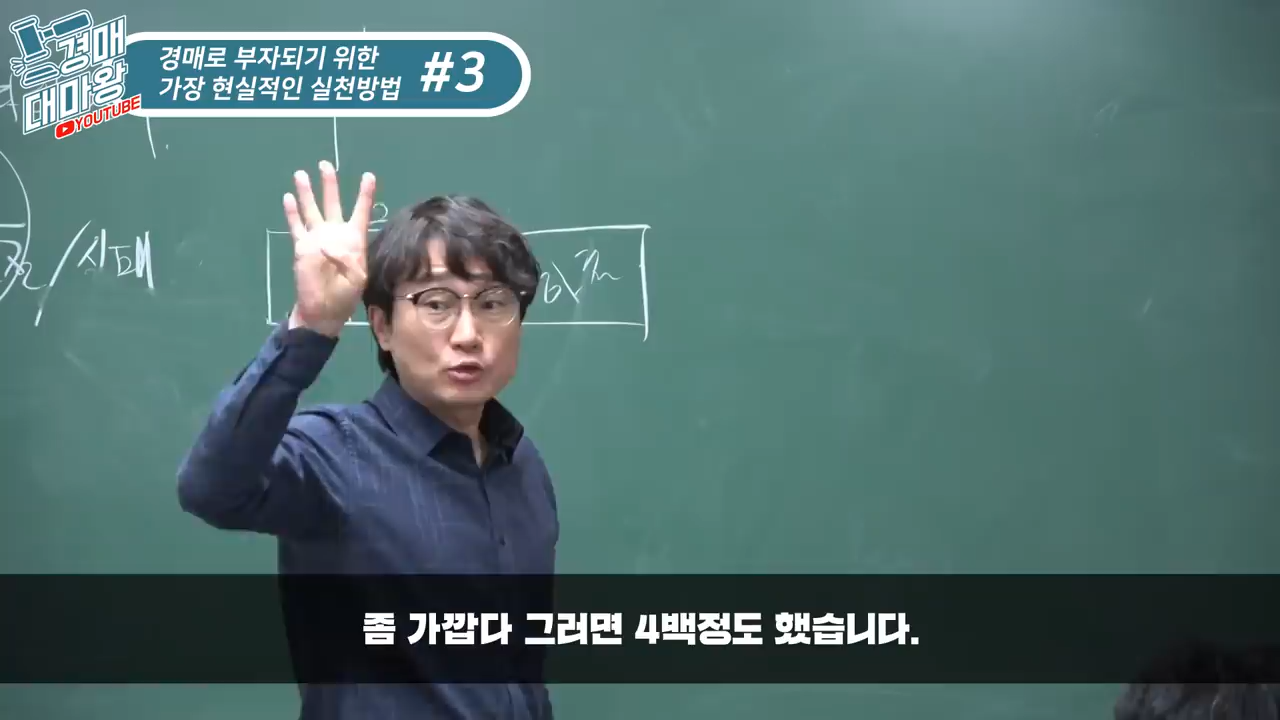 경매
대마왕
YOUTUBE
경매로 부자되기 위한
가장 현실적인 실천방법
#3
2
좀 가깝다 그러면 4백정도 했습니다.